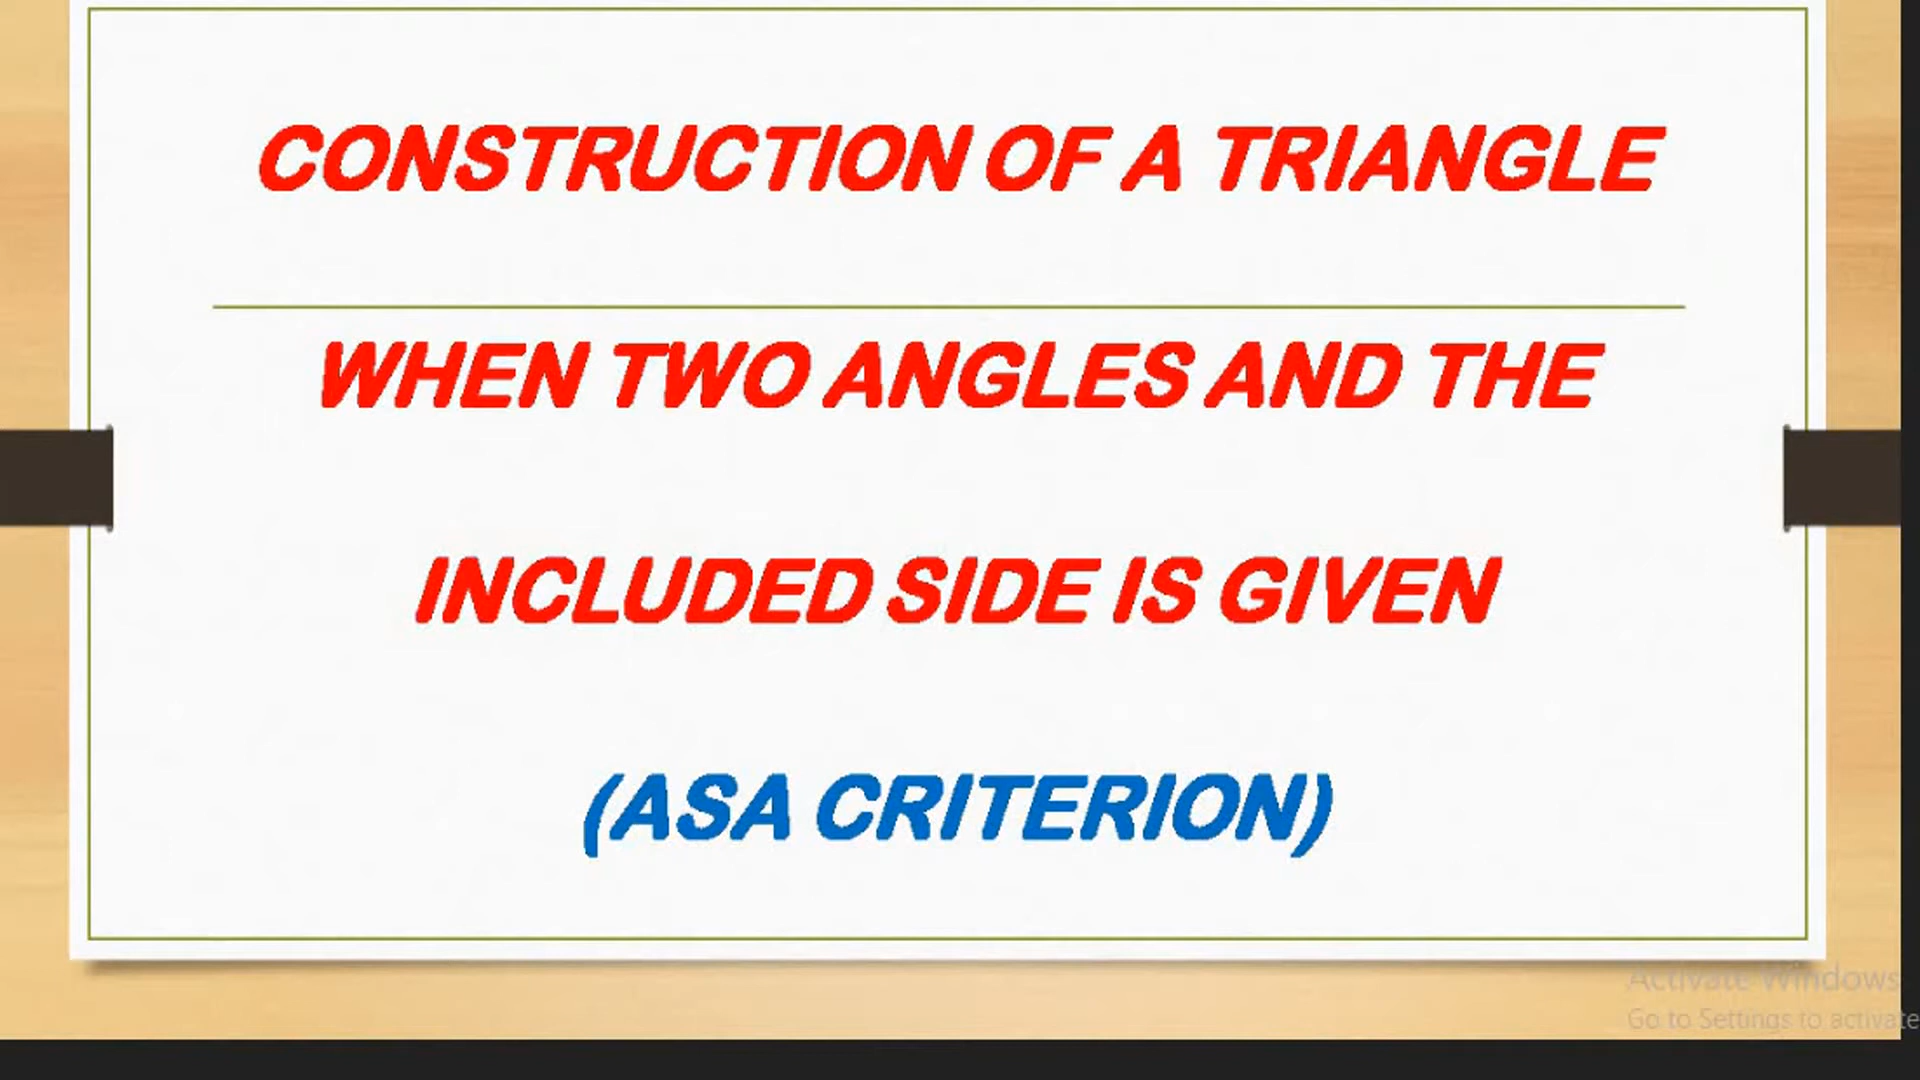 CONSTRUCTION OF A TRIANGLE
WHEN TWO ANGLES AND THE
INCLUDED SIDE IS GIVEN
(ASA CRITERION)
Activate Windows
Go to Settings to activate